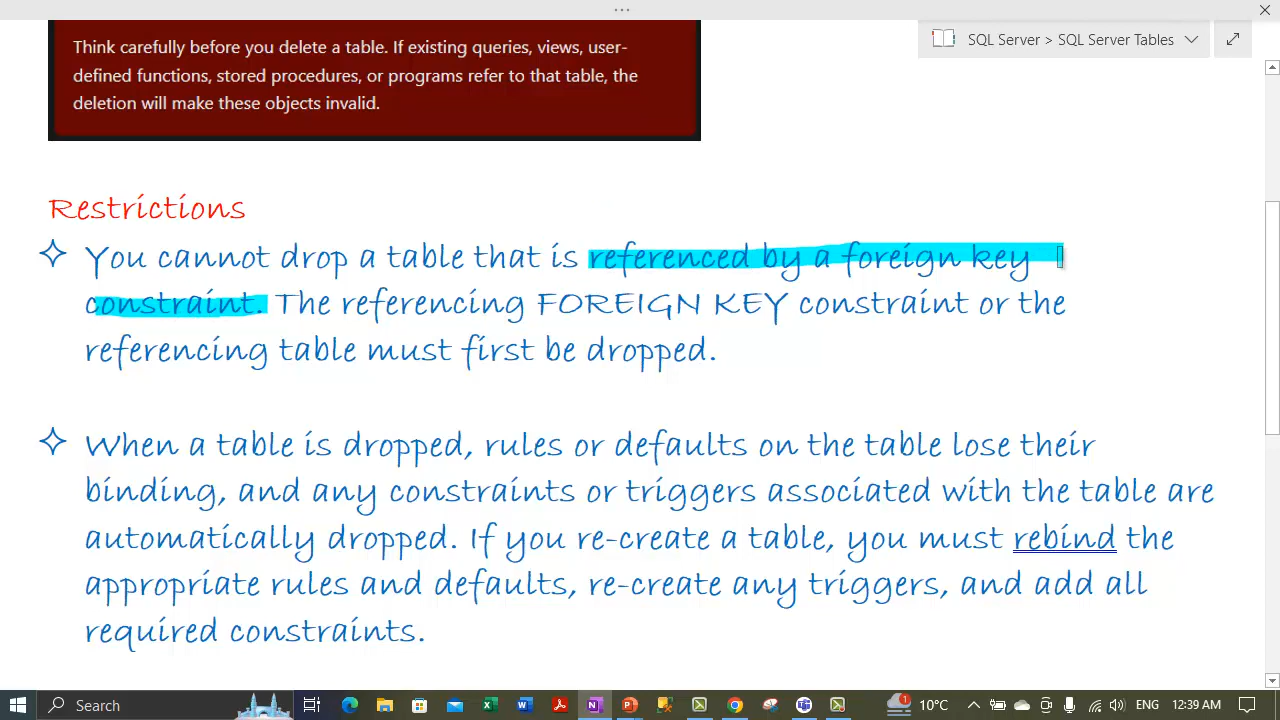 SQL Server > SQL Server Tables
Think carefully before you delete a table. If existing queries, views, user-
defined functions, stored procedures, or programs refer to that table, the
deletion will make these objects invalid.
Restrictions
You cannot drop a table that is referenced by a foreign key
constraint. The referencing FOREIGN KEY constraint or the
referencing table must first be dropped.
When a table is dropped, rules or defaults on the table lose their
binding, and any constraints or triggers associated with the table are
automatically dropped. If you re-create a table, you must rebind the
appropriate rules and defaults, re-create any triggers, and add all
required constraints.
Search
1
10°C
ENG
12:39 AM